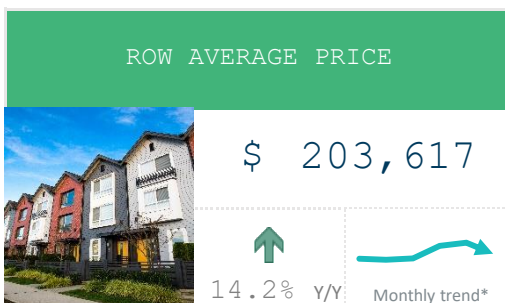 ROW AVERAGE PRICE
$ 203,617
14.2% Y/Y
Monthly trend*